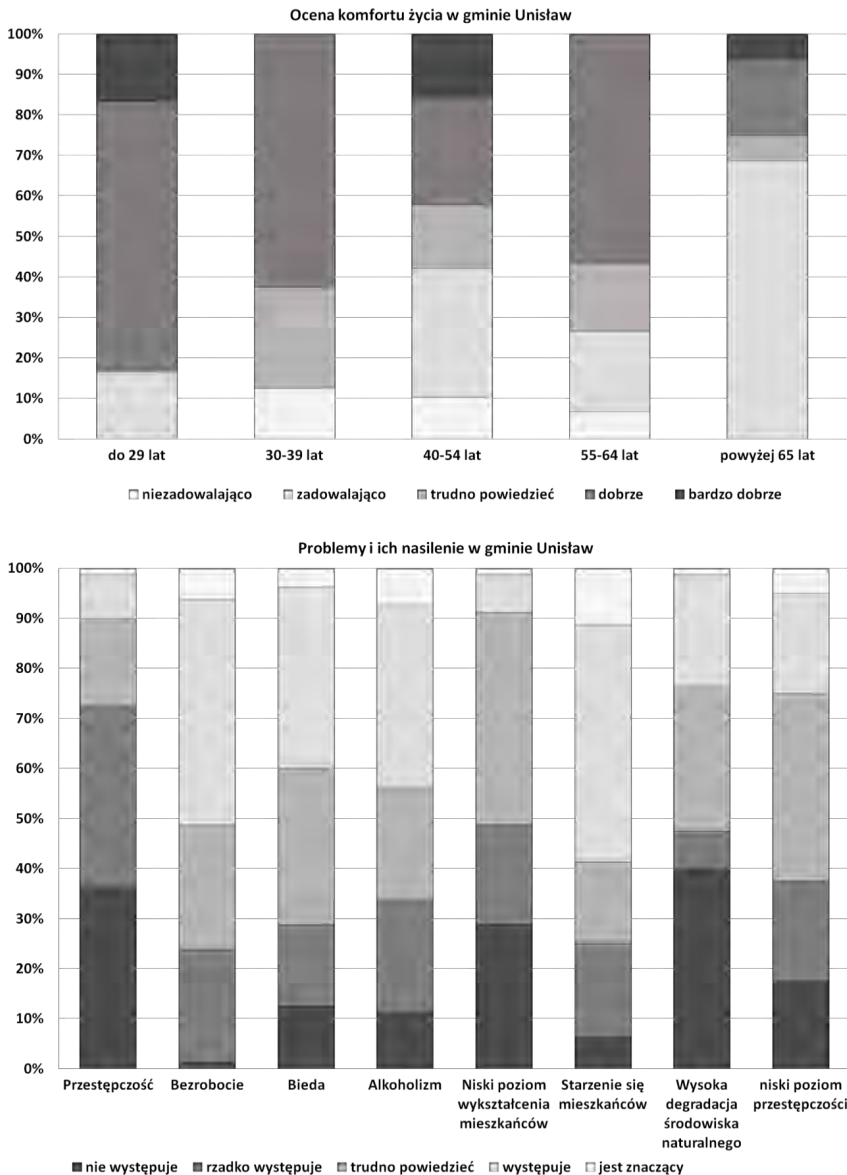 Ocena komfortu życia w gminie Unisław
100%
90%
80%
70%
60%
50%
40%
30%
20%
10%
0%
do 29 lat 30-39 lat 40-54 lat 55-64 lat powyżej 65 lat
niezadowalająco zadowalająco trudno powiedzieć dobrze bardzo dobrze
Problemy i ich nasilenie w gminie Unisław
100%
90%
80%
70%
60%
50%
40%
30%
20%
10%
0%
Przestępczość Bezrobocie Bieda Alkoholizm Niski poziom Starzenie się Wysoka niski poziom
wykształcenia mieszkańców degradacja przestępczości
mieszkańców środowiska
naturalnego
nie występuje rzadko występuje trudno powiedzieć występuje jest znaczący